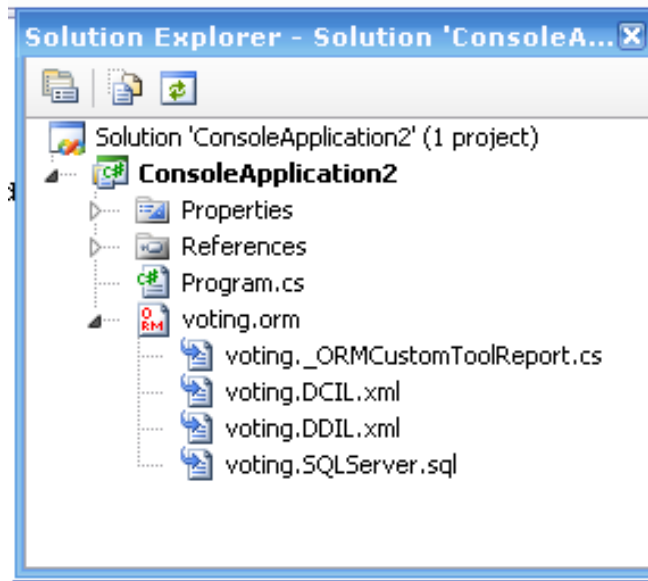 Solution Explorer - Solution 'ConsoleA...
Solution 'ConsoleApplication2' (1 project)
C# ConsoleApplication2
Properties
References
C# Program.cs
ORM voting.orm
voting._ORMCustomToolReport.cs
voting.DCIL.xml
voting.DDIL.xml
voting.SQLServer.sql